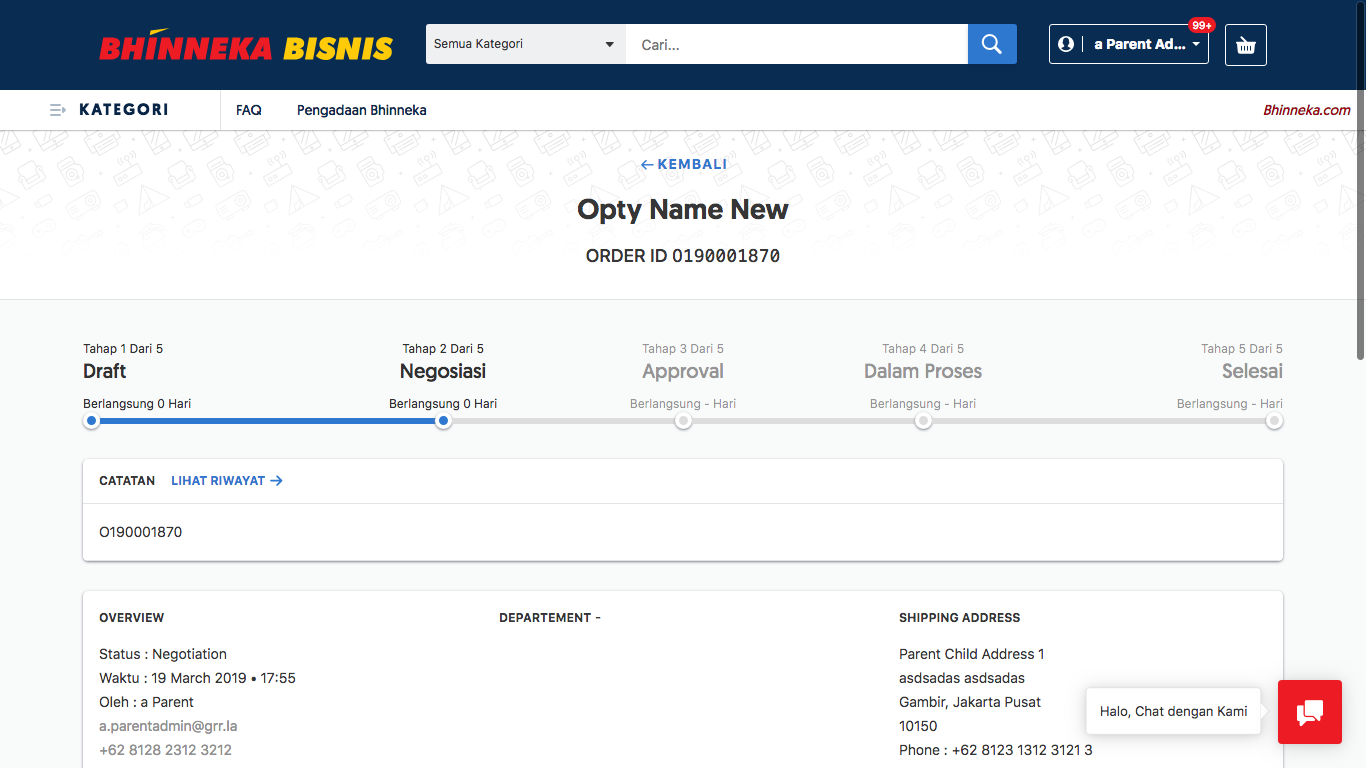 BHINNEKA BISNIS
Semua Kategori
Cari...
a Parent Ad...
99+
KATEGORI
FAQ
Pengadaan Bhinneka
Bhinneka.com
← KEMBALI
Opty Name New
ORDER ID O190001870
Tahap 1 Dari 5
Draft
Berlangsung 0 Hari
Tahap 2 Dari 5
Negosiasi
Berlangsung 0 Hari
Tahap 3 Dari 5
Approval
Berlangsung - Hari
Tahap 4 Dari 5
Dalam Proses
Berlangsung - Hari
Tahap 5 Dari 5
Selesai
Berlangsung - Hari
CATATAN
LIHAT RIWAYAT →
O190001870
OVERVIEW
Status : Negotiation
Waktu : 19 March 2019 • 17:55
Oleh : a Parent
a.parentadmin@grr.la
+62 8128 2312 3212
DEPARTEMENT -
SHIPPING ADDRESS
Parent Child Address 1
asdsadas asdsadas
Gambir, Jakarta Pusat
10150
Phone : +62 8123 1312 3121 3
Halo, Chat dengan Kami